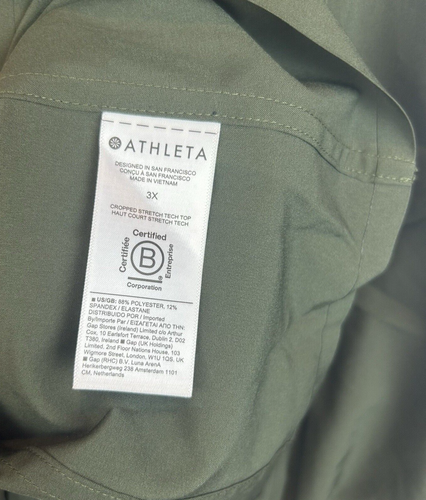 ATHLETA
DESIGNED IN SAN FRANCISCO
CONÇU À SAN FRANCISCO
MADE IN VIETNAM
3X
CROPPED STRETCH TECH TOP
HAUT COURT STRETCH TECH
Certified
Certifiée
B
Entreprise
Corporation
US/GB: 88% POLYESTER, 12%
SPANDEX / ELASTANE
DISTRIBUÉ PAR / Imported
By/Importé Par / ΕΙΣΑΓΕΤΑΙ ΑΠΟ ΤΗΝ:
Gap Stores (Ireland) Limited c/o Arthur
Cox, 10 Earlsfort Terrace, Dublin 2, D02
T380, Ireland ■ Gap (UK Holdings)
Limited, 2nd Floor Nations House, 103
Wigmore Street, London, W1U 1QS, UK
■ Gap (RHC) B.V. Luna ArenA
Herikerbergweg 238 Amsterdam 1101
CM, Netherlands